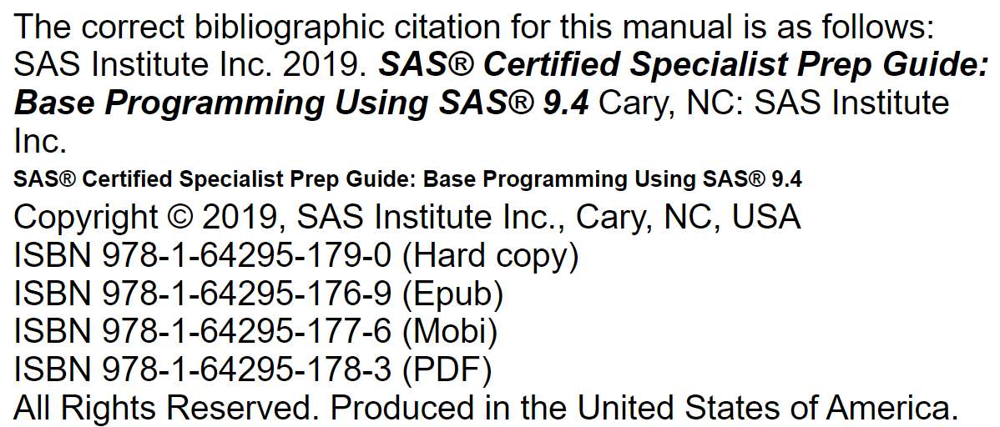 The correct bibliographic citation for this manual is as follows:
SAS Institute Inc. 2019. SAS® Certified Specialist Prep Guide:
Base Programming Using SAS® 9.4 Cary, NC: SAS Institute
Inc.
SAS® Certified Specialist Prep Guide: Base Programming Using SAS® 9.4
Copyright © 2019, SAS Institute Inc., Cary, NC, USA
ISBN 978-1-64295-179-0 (Hard copy)
ISBN 978-1-64295-176-9 (Epub)
ISBN 978-1-64295-177-6 (Mobi)
ISBN 978-1-64295-178-3 (PDF)
All Rights Reserved. Produced in the United States of America.